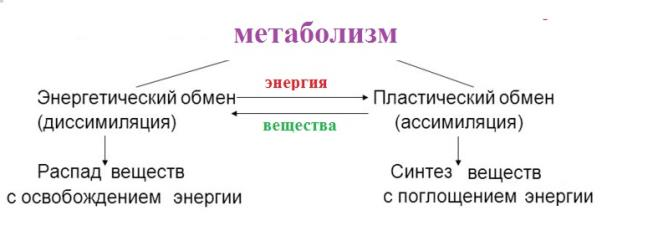 метаболизм
Энергетический обмен
(диссимиляция)
энергия
вещества
Пластический обмен
(ассимиляция)
Распад веществ
с освобождением энергии
Синтез веществ
с поглощением энергии